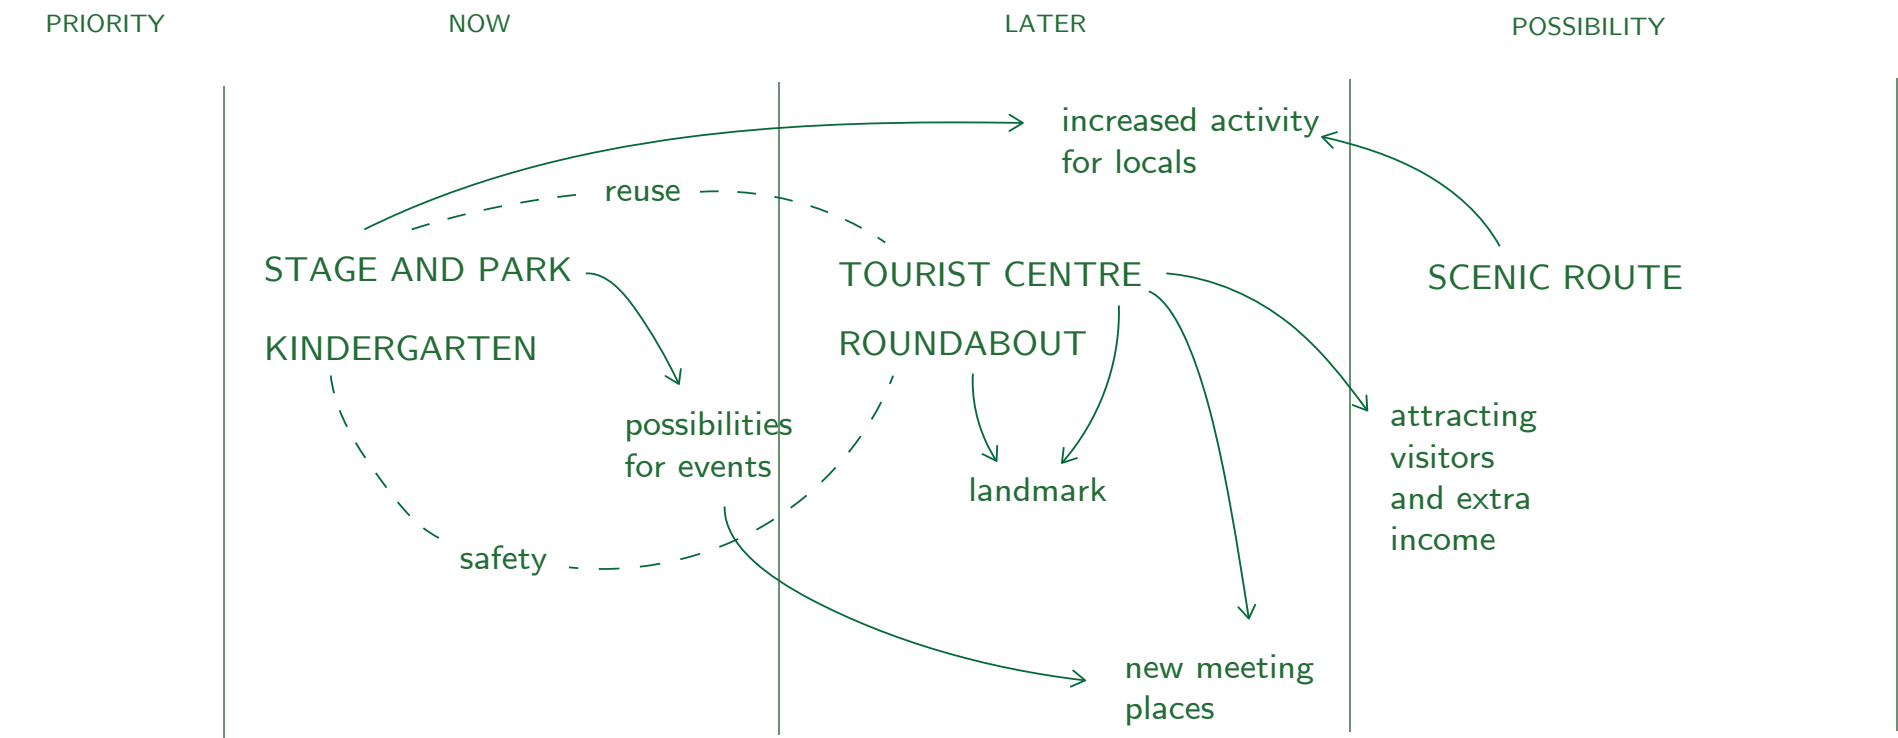 PRIORITY
NOW
LATER
POSSIBILITY
increased activity
for locals
reuse
STAGE AND PARK
TOURIST CENTRE
SCENIC ROUTE
KINDERGARTEN
ROUNDABOUT
possibilities
for events
landmark
attracting
visitors
and extra
income
safety
new meeting
places